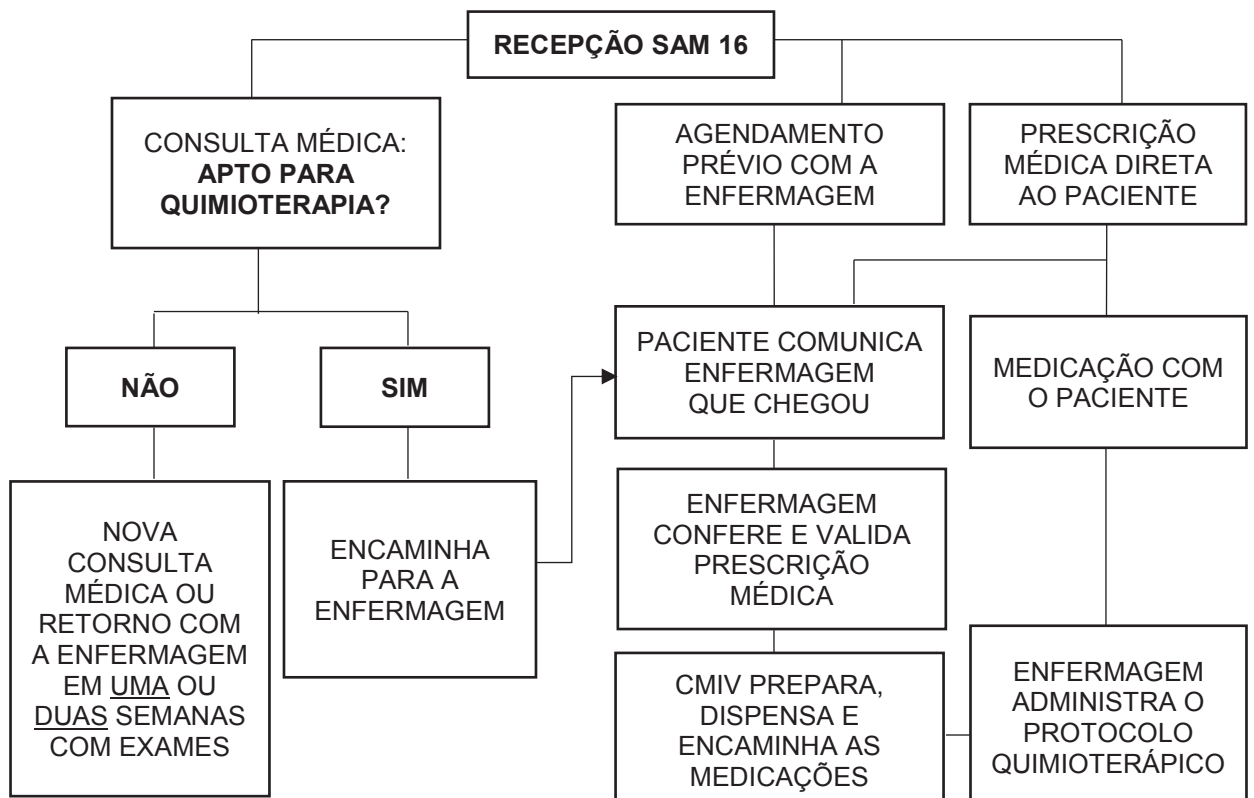 RECEPÇÃO SAM 16
CONSULTA MÉDICA:
APTO PARA
QUIMIOTERAPIA?
AGENDAMENTO
PRÉVIO COM A
ENFERMAGEM
PRESCRIÇÃO
MÉDICA DIRETA
AO PACIENTE
NÃO
SIM
PACIENTE COMUNICA
ENFERMAGEM
QUE CHEGOU
MEDICAÇÃO COM
O PACIENTE
NOVA
CONSULTA
MÉDICA OU
RETORNO COM
A ENFERMAGEM
EM UMA OU
DUAS SEMANAS
COM EXAMES
ENCAMINHA
PARA A
ENFERMAGEM
ENFERMAGEM
CONFERE E VALIDA
PRESCRIÇÃO
MÉDICA
CMIV PREPARA,
DISPENSA E
ENCAMINHA AS
MEDICAÇÕES
ENFERMAGEM
ADMINISTRA O
PROTOCOLO
QUIMIOTERÁPICO